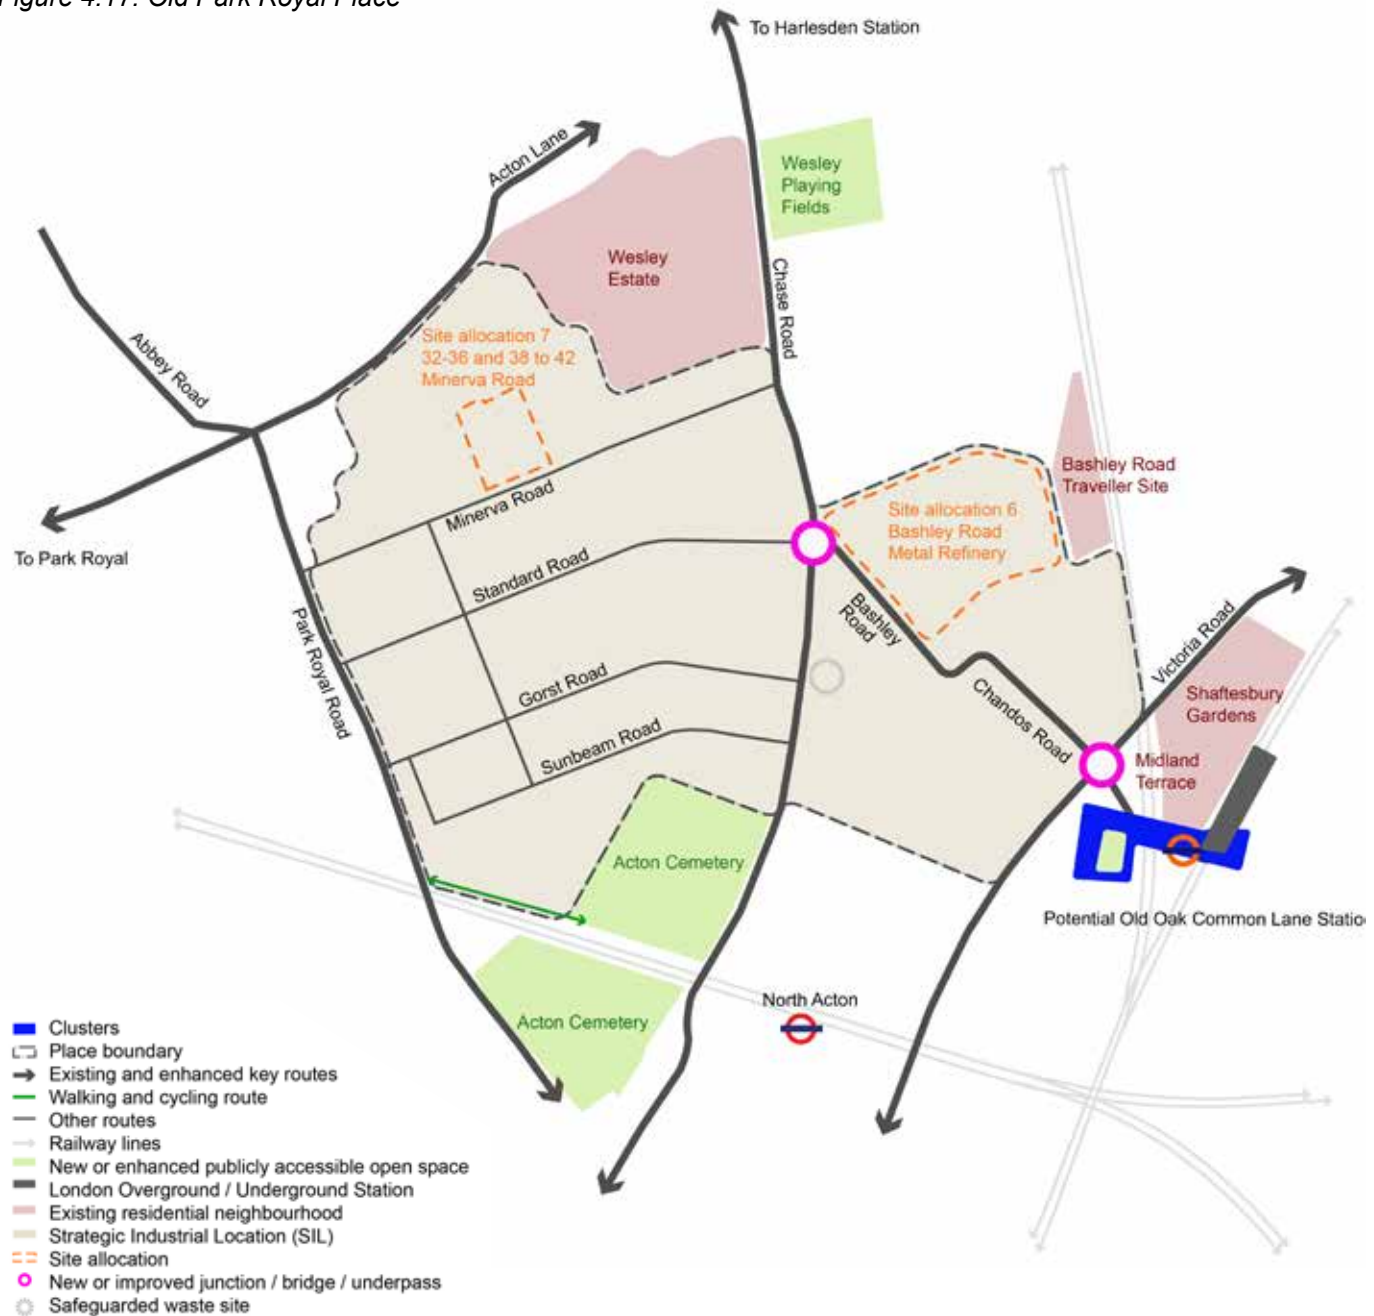 Figure 4.17: Old Park Royal Place
To Harlesden Station
Acton Lane
Wesley
Playing
Fields
Wesley
Estate
Chase Road
Abbey Road
Site allocation 7
32-36 and 38 to 42
Minerva Road
Bashley Road
Traveller Site
Minerva Road
Site allocation 6
Bashley Road
Metal Refinery
To Park Royal
Standard Road
Bashley
Road
Park Royal Road
Victoria Road
Gorst Road
Chandos Road
Shaftesbury
Gardens
Sunbeam Road
Midland
Terrace
Acton Cemetery
Potential Old Oak Common Lane Statio
North Acton
Acton Cemetery
Clusters
Place boundary
Existing and enhanced key routes
Walking and cycling route
Other routes
Railway lines
New or enhanced publicly accessible open space
London Overground / Underground Station
Existing residential neighbourhood
Strategic Industrial Location (SIL)
Site allocation
New or improved junction / bridge / underpass
Safeguarded waste site